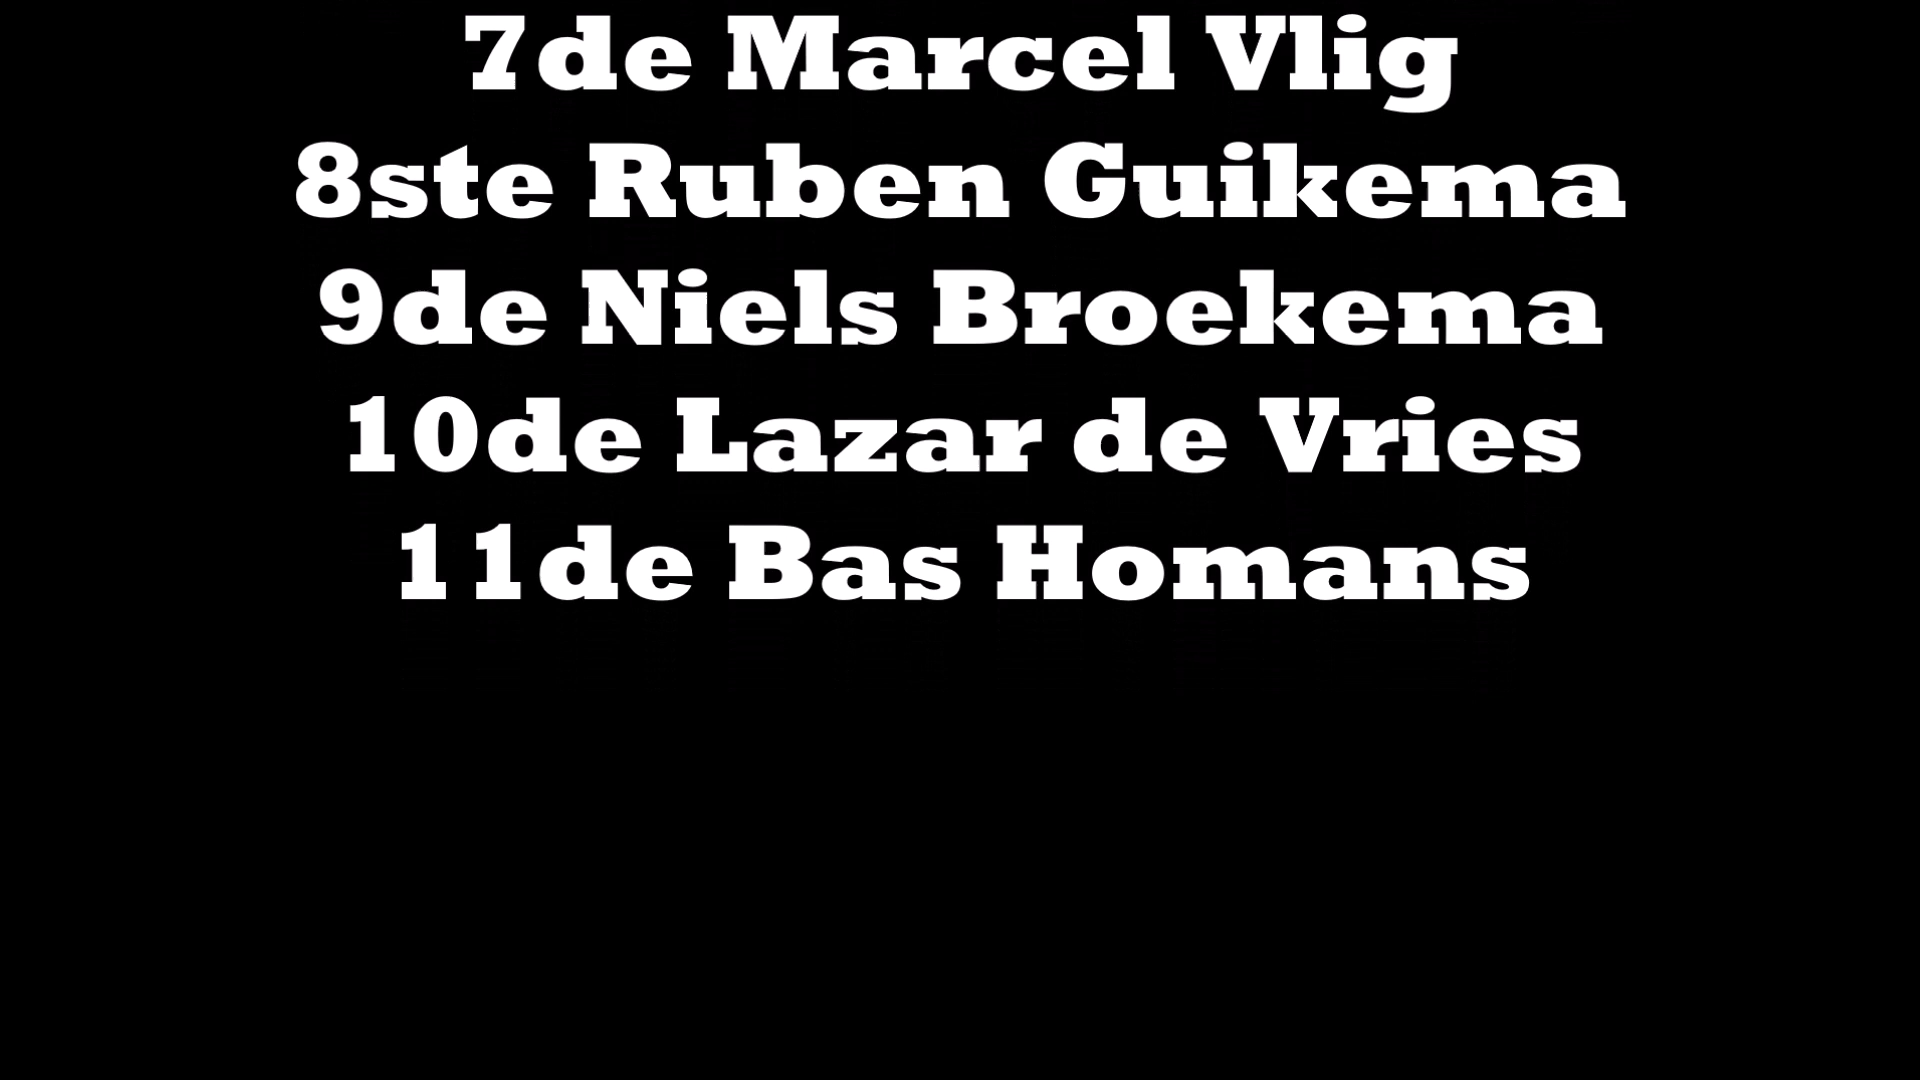 7de Marcel Vlig
8ste Ruben Guikema
9de Niels Broekema
10de Lazar de Vries
11de Bas Homans